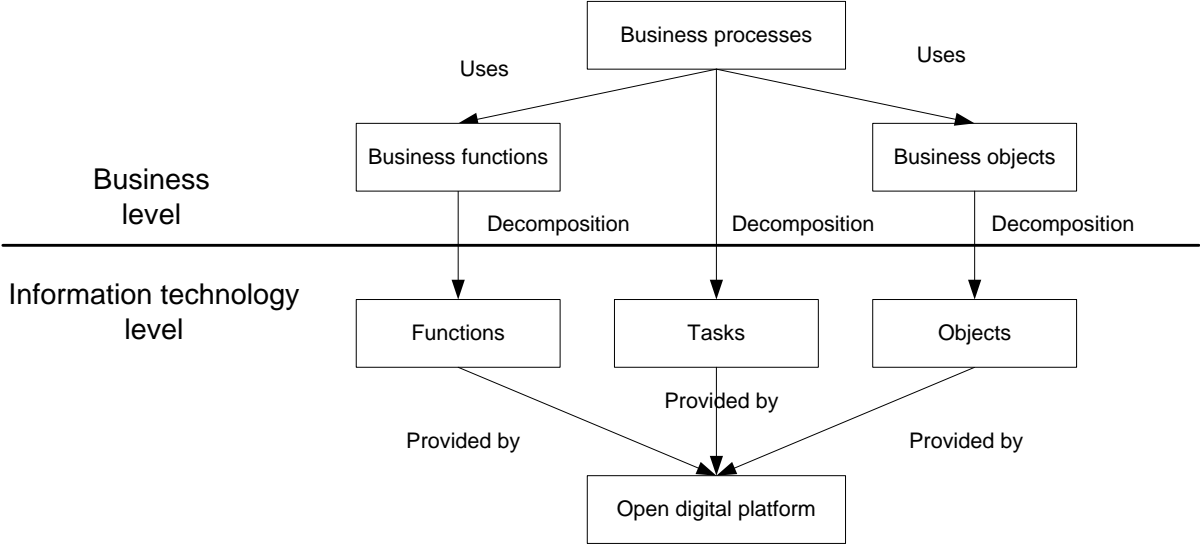 Business processes
Uses
Uses
Business functions
Business objects
Business
level
Decomposition
Decomposition
Decomposition
Information technology
level
Functions
Tasks
Objects
Provided by
Provided by
Provided by
Open digital platform